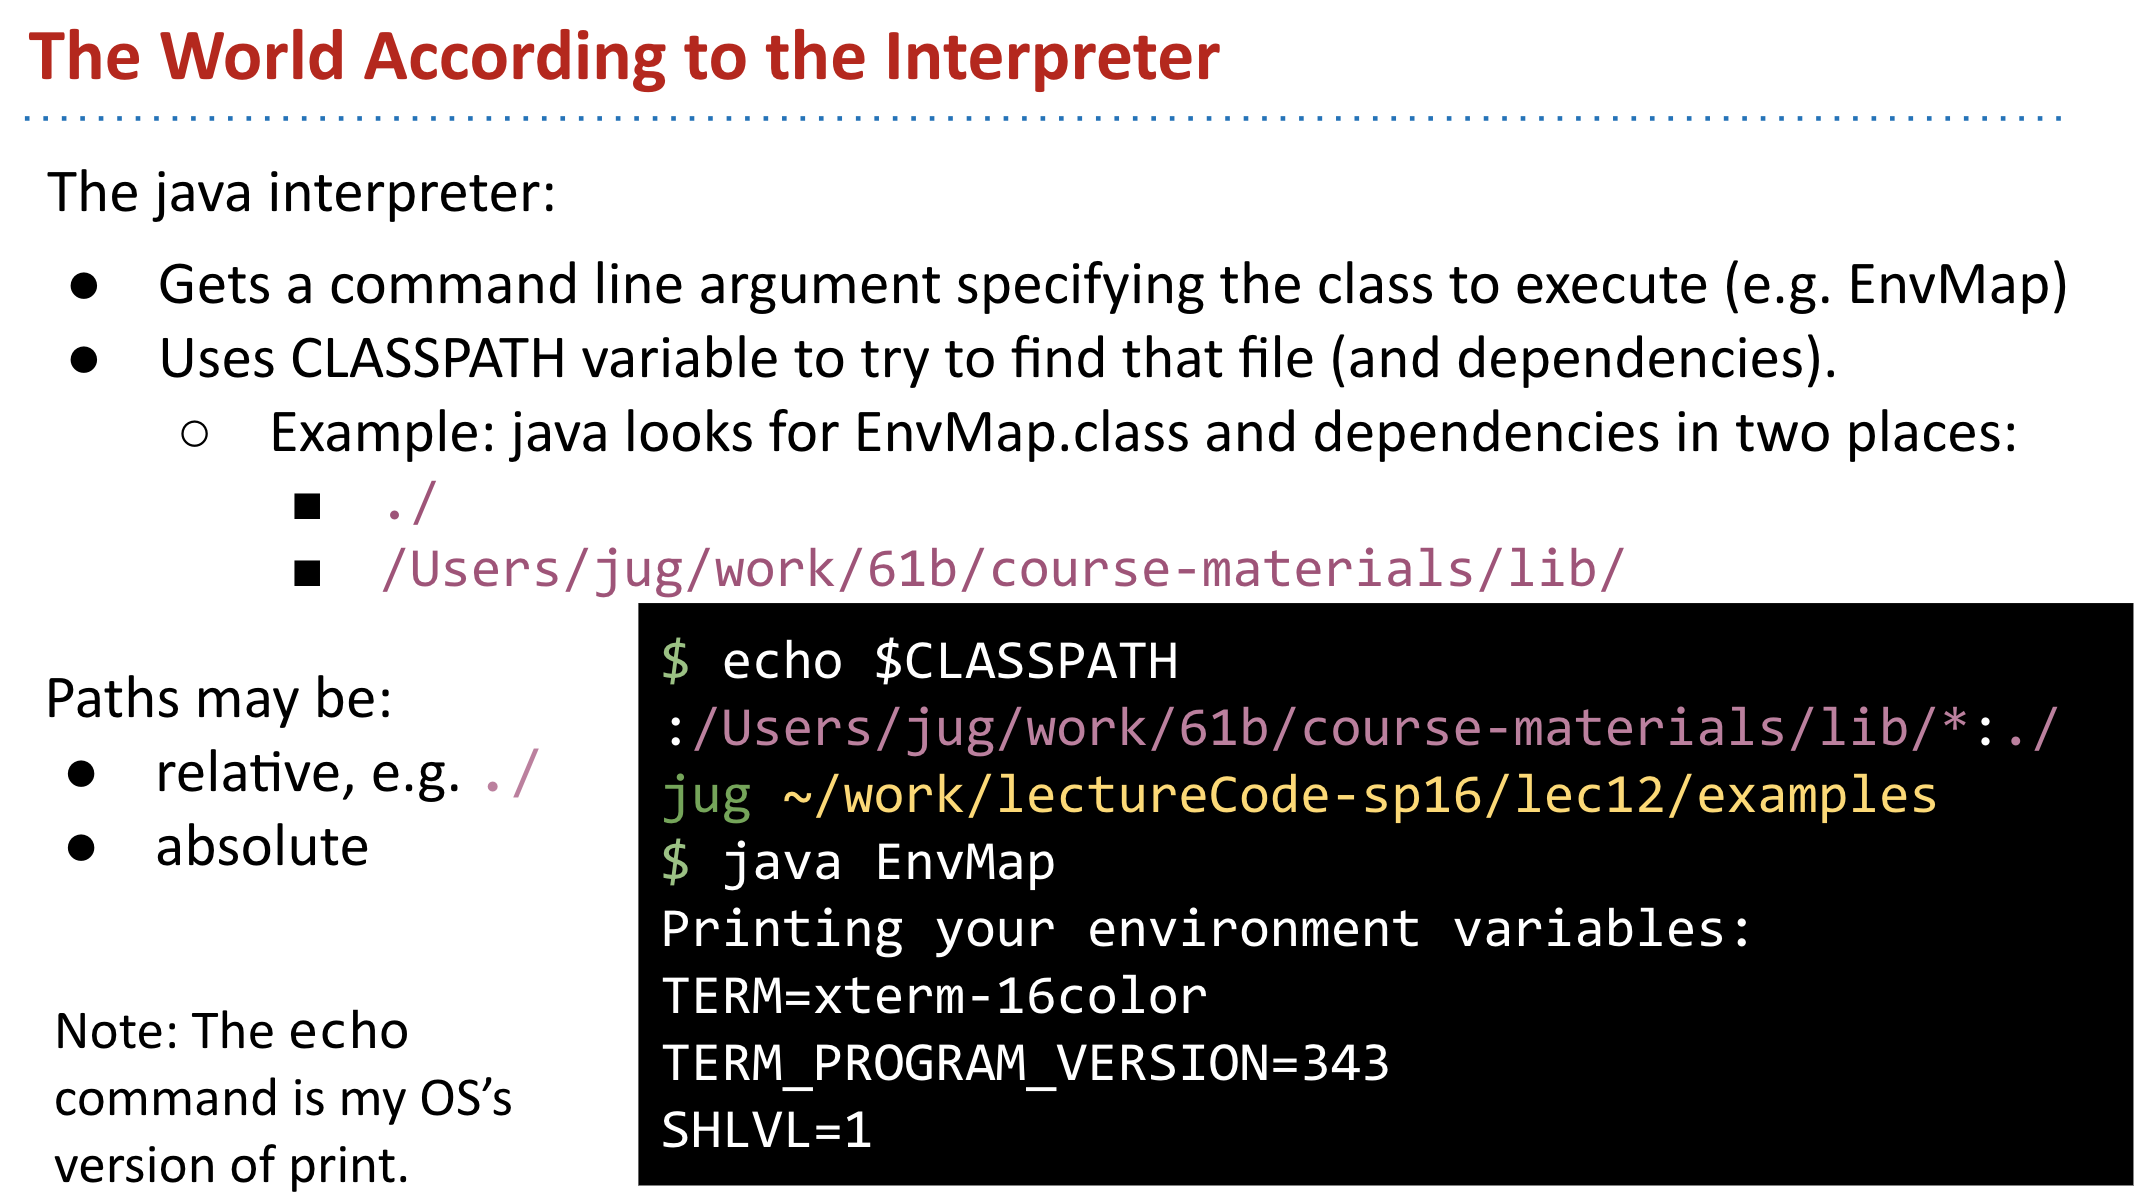 The World According to the Interpreter
The java interpreter:
● Gets a command line argument specifying the class to execute (e.g. EnvMap)
● Uses CLASSPATH variable to try to find that file (and dependencies).
○ Example: java looks for EnvMap.class and dependencies in two places:
■ ./
■ /Users/jug/work/61b/course-materials/lib/
Paths may be:
● relative, e.g. ./
● absolute
Note: The echo
command is my OS’s
version of print.
$ echo $CLASSPATH
:/Users/jug/work/61b/course-materials/lib/*:./
jug ~/work/lectureCode-sp16/lec12/examples
$ java EnvMap
Printing your environment variables:
TERM=xterm-16color
TERM_PROGRAM_VERSION=343
SHLVL=1